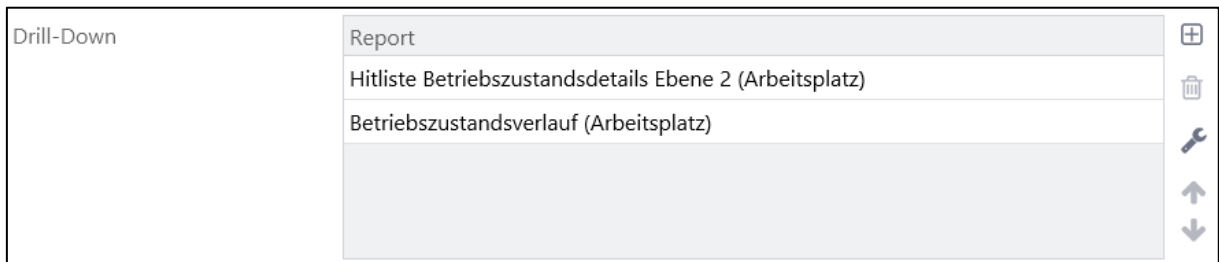 Drill-Down
Report
Hitliste Betriebszustandsdetails Ebene 2 (Arbeitsplatz)
Betriebszustandsverlauf (Arbeitsplatz)